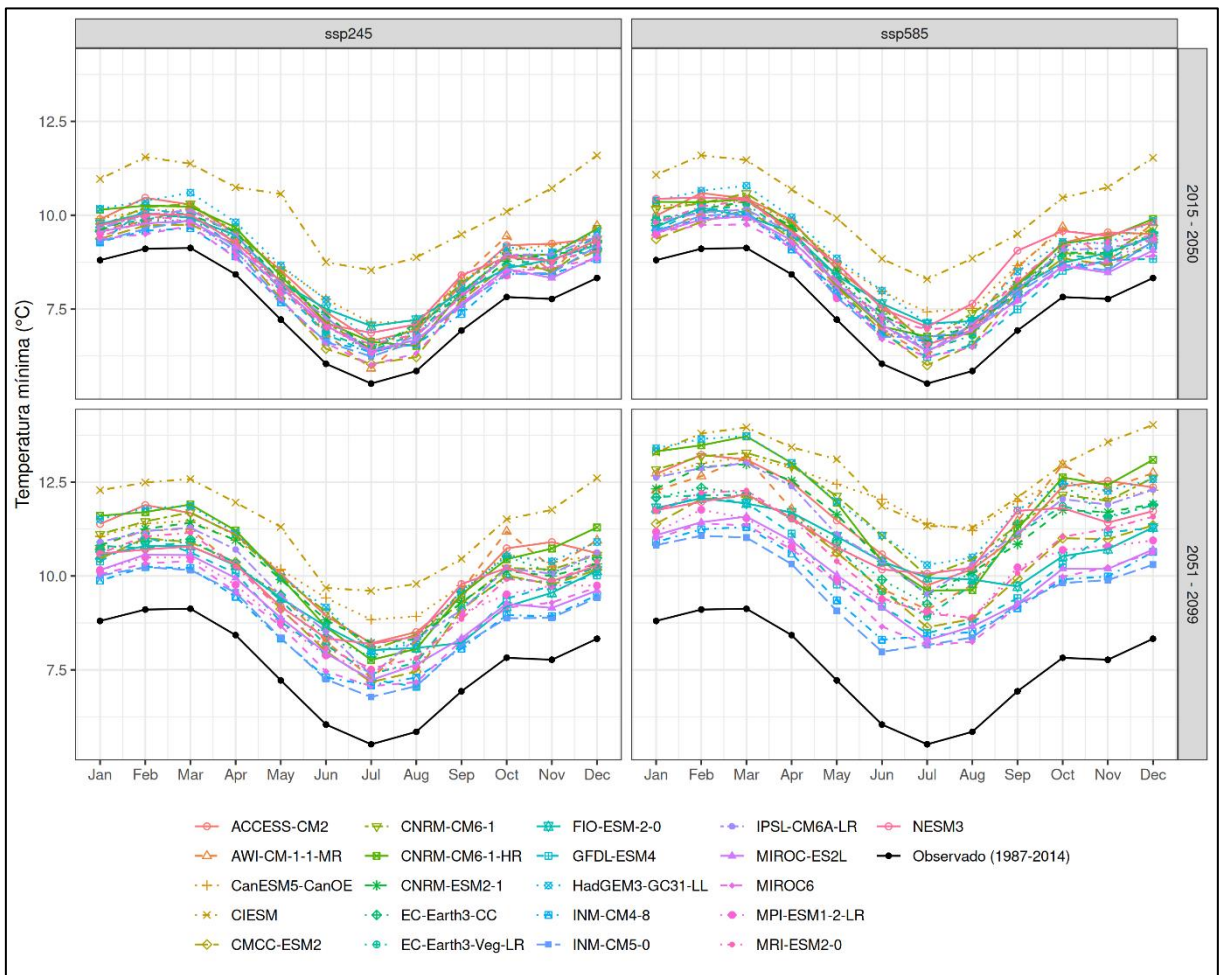 ssp245
ssp585
12.5
10.0
7.5
2015 - 2050
Temperatura mínima (°C)
12.5
10.0
7.5
2051 - 2099
Jan Feb Mar Apr May Jun Jul Aug Sep Oct Nov Dec
Jan Feb Mar Apr May Jun Jul Aug Sep Oct Nov Dec
ACCESS-CM2
AWI-CM-1-1-MR
CanESM5-CanOE
CIESM
CMCC-ESM2
CNRM-CM6-1
CNRM-CM6-1-HR
CNRM-ESM2-1
EC-Earth3-CC
EC-Earth3-Veg-LR
FIO-ESM-2-0
GFDL-ESM4
HadGEM3-GC31-LL
INM-CM4-8
INM-CM5-0
IPSL-CM6A-LR
MIROC-ES2L
MIROC6
MPI-ESM1-2-LR
MRI-ESM2-0
NESM3
Observado (1987-2014)